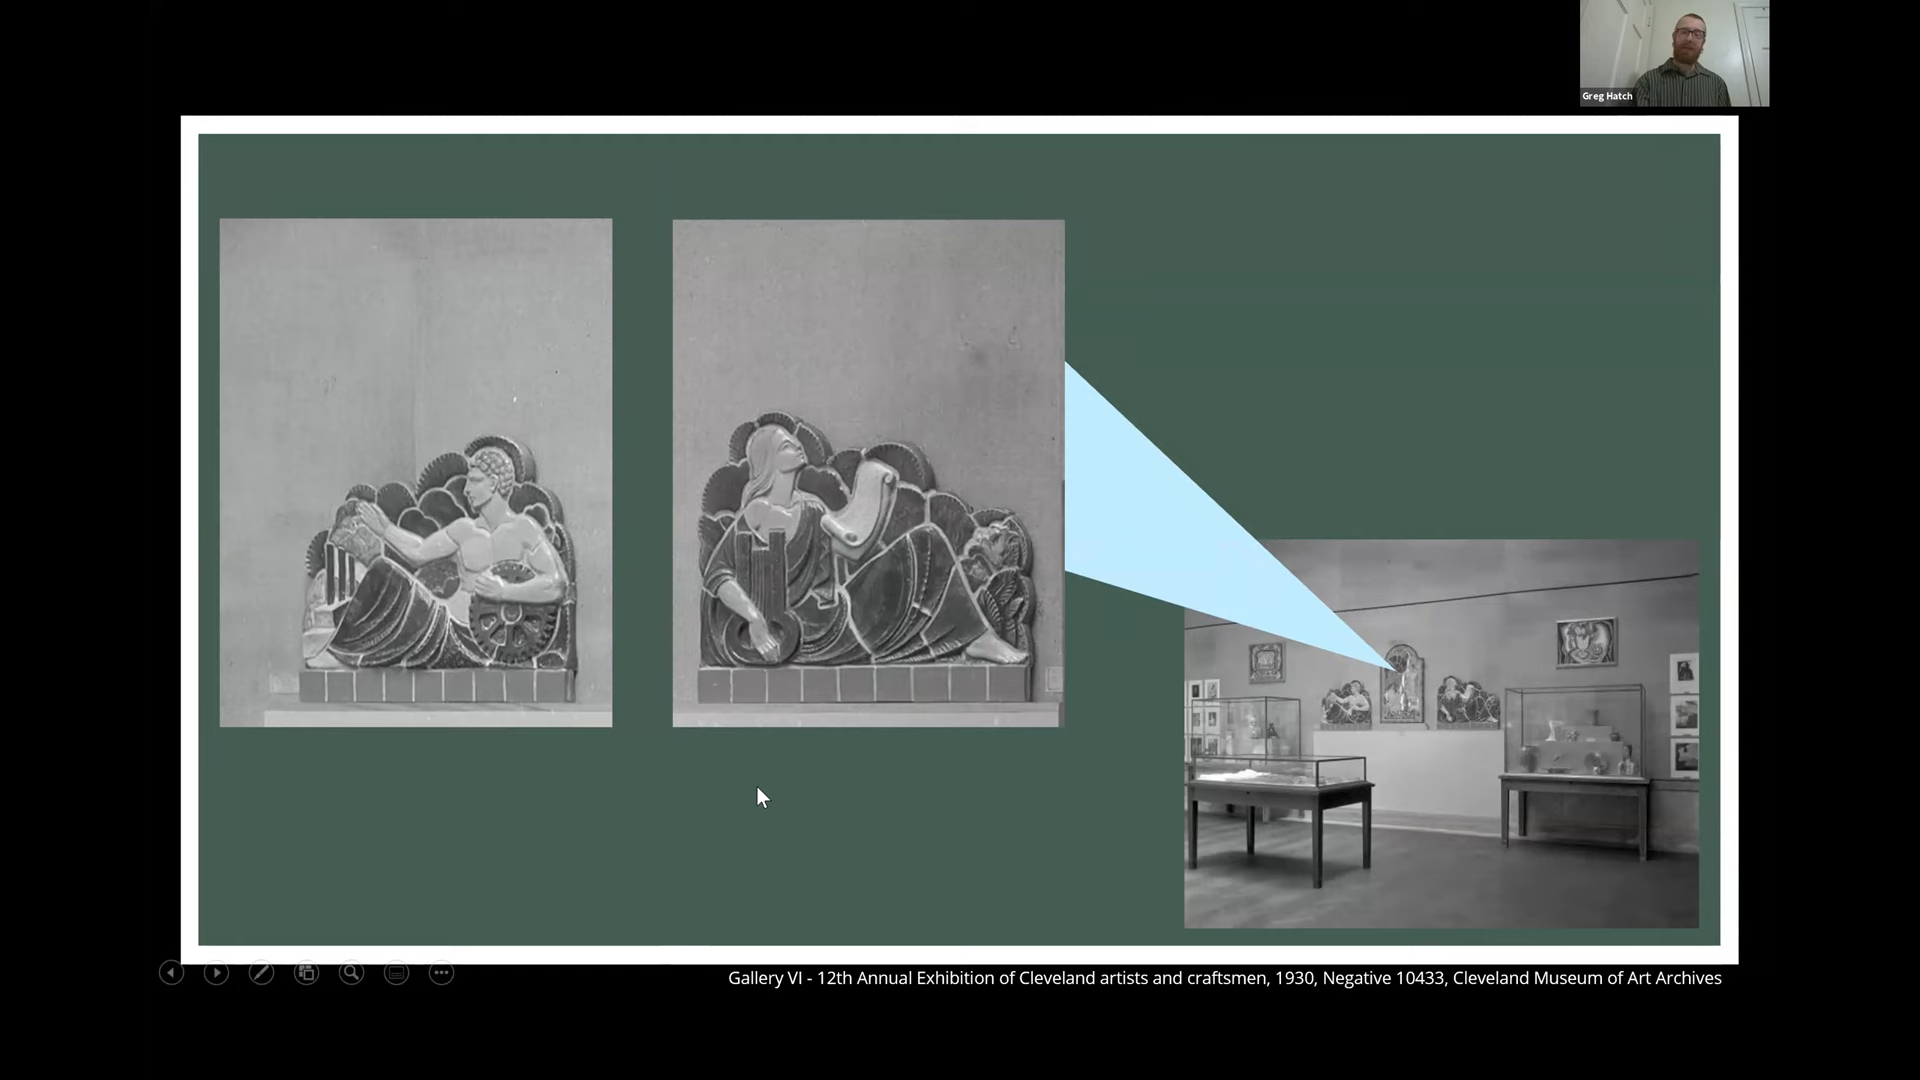 Greg Hatch
Gallery VI - 12th Annual Exhibition of Cleveland artists and craftsmen, 1930, Negative 10433, Cleveland Museum of Art Archives